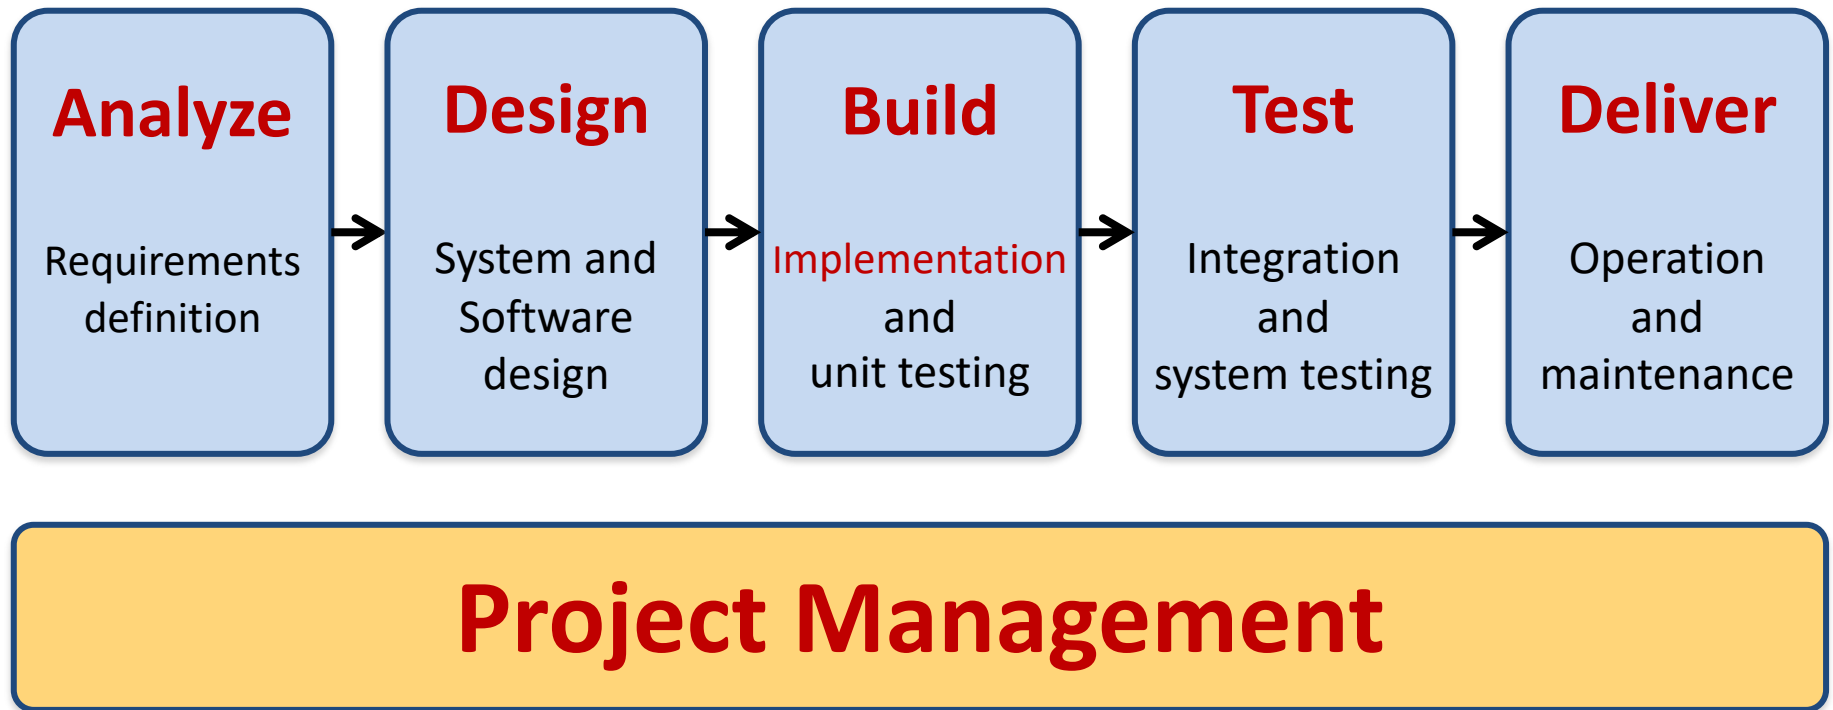 Analyze
Requirements
definition
Design
System and
Software
design
Build
Implementation
and
unit testing
Test
Integration
and
system testing
Deliver
Operation
and
maintenance
Project Management